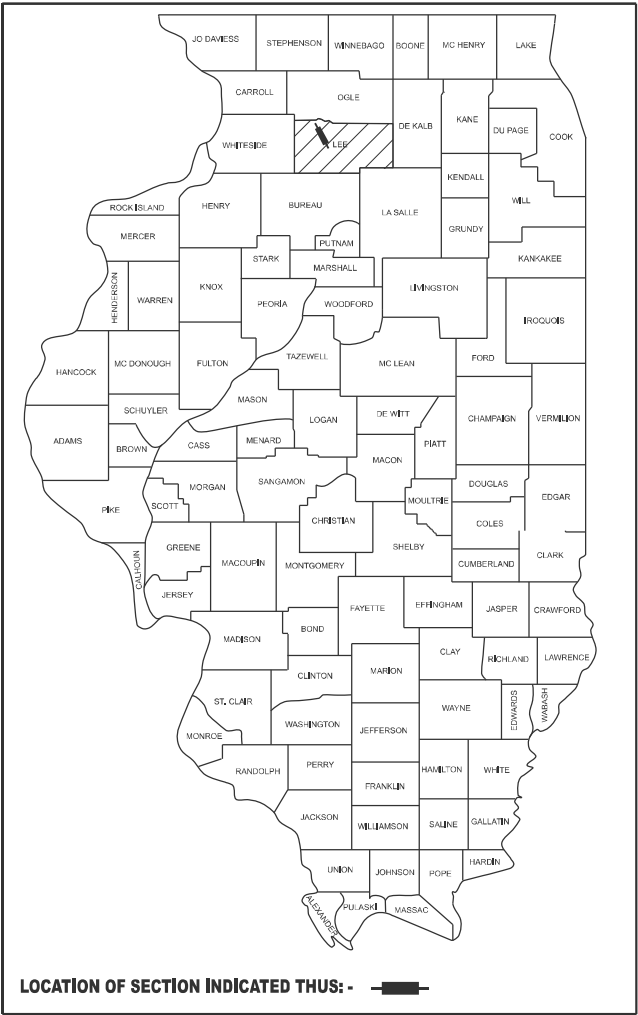 JO DAVIESS
STEPHENSON
WINNEBAGO
BOONE
MC HENRY
LAKE
CARROLL
OGLE
DE KALB
KANE
DU PAGE
COOK
WHITESIDE
LEE
KENDALL
WILL
ROCK ISLAND
HENRY
BUREAU
LA SALLE
GRUNDY
MERCER
PUTNAM
KANKAKEE
STARK
MARSHALL
HENDERSON
WARREN
KNOX
PEORIA
WOODFORD
LIVINGSTON
IROQUOIS
HANCOCK
MC DONOUGH
FULTON
TAZEWELL
MC LEAN
FORD
SCHUYLER
MASON
LOGAN
DE WITT
CHAMPAIGN
VERMILION
ADAMS
BROWN
CASS
MENARD
MACON
PIATT
PIKE
SCOTT
MORGAN
SANGAMON
MOULTRIE
DOUGLAS
EDGAR
CHRISTIAN
COLES
GREENE
MACOUPIN
MONTGOMERY
SHELBY
CUMBERLAND
CLARK
CALHOUN
JERSEY
FAYETTE
EFFINGHAM
JASPER
CRAWFORD
MADISON
BOND
CLAY
RICHLAND
LAWRENCE
CLINTON
MARION
ST. CLAIR
WAYNE
EDWARDS
WABASH
MONROE
WASHINGTON
JEFFERSON
RANDOLPH
PERRY
HAMILTON
WHITE
FRANKLIN
JACKSON
WILLIAMSON
SALINE
GALLATIN
UNION
JOHNSON
POPE
HARDIN
ALEXANDER
PULASKI
MASSAC
LOCATION OF SECTION INDICATED THUS: -